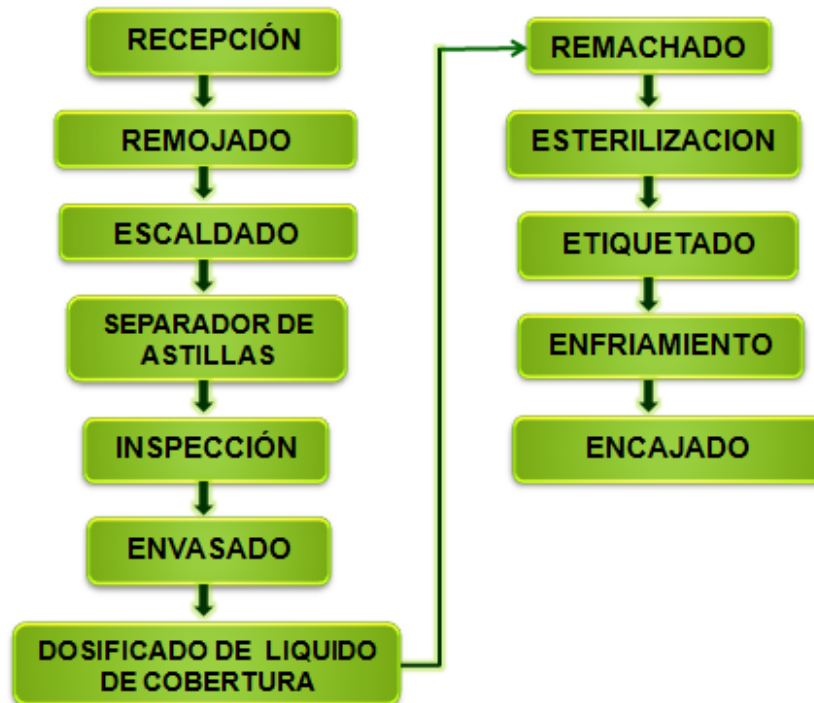 RECEPCIÓN
REMOJADO
ESCALDADO
SEPARADOR DE
ASTILLAS
INSPECCIÓN
ENVASADO
DOSIFICADO DE LIQUIDO
DE COBERTURA
REMACHADO
ESTERILIZACION
ETIQUETADO
ENFRIAMIENTO
ENCAJADO